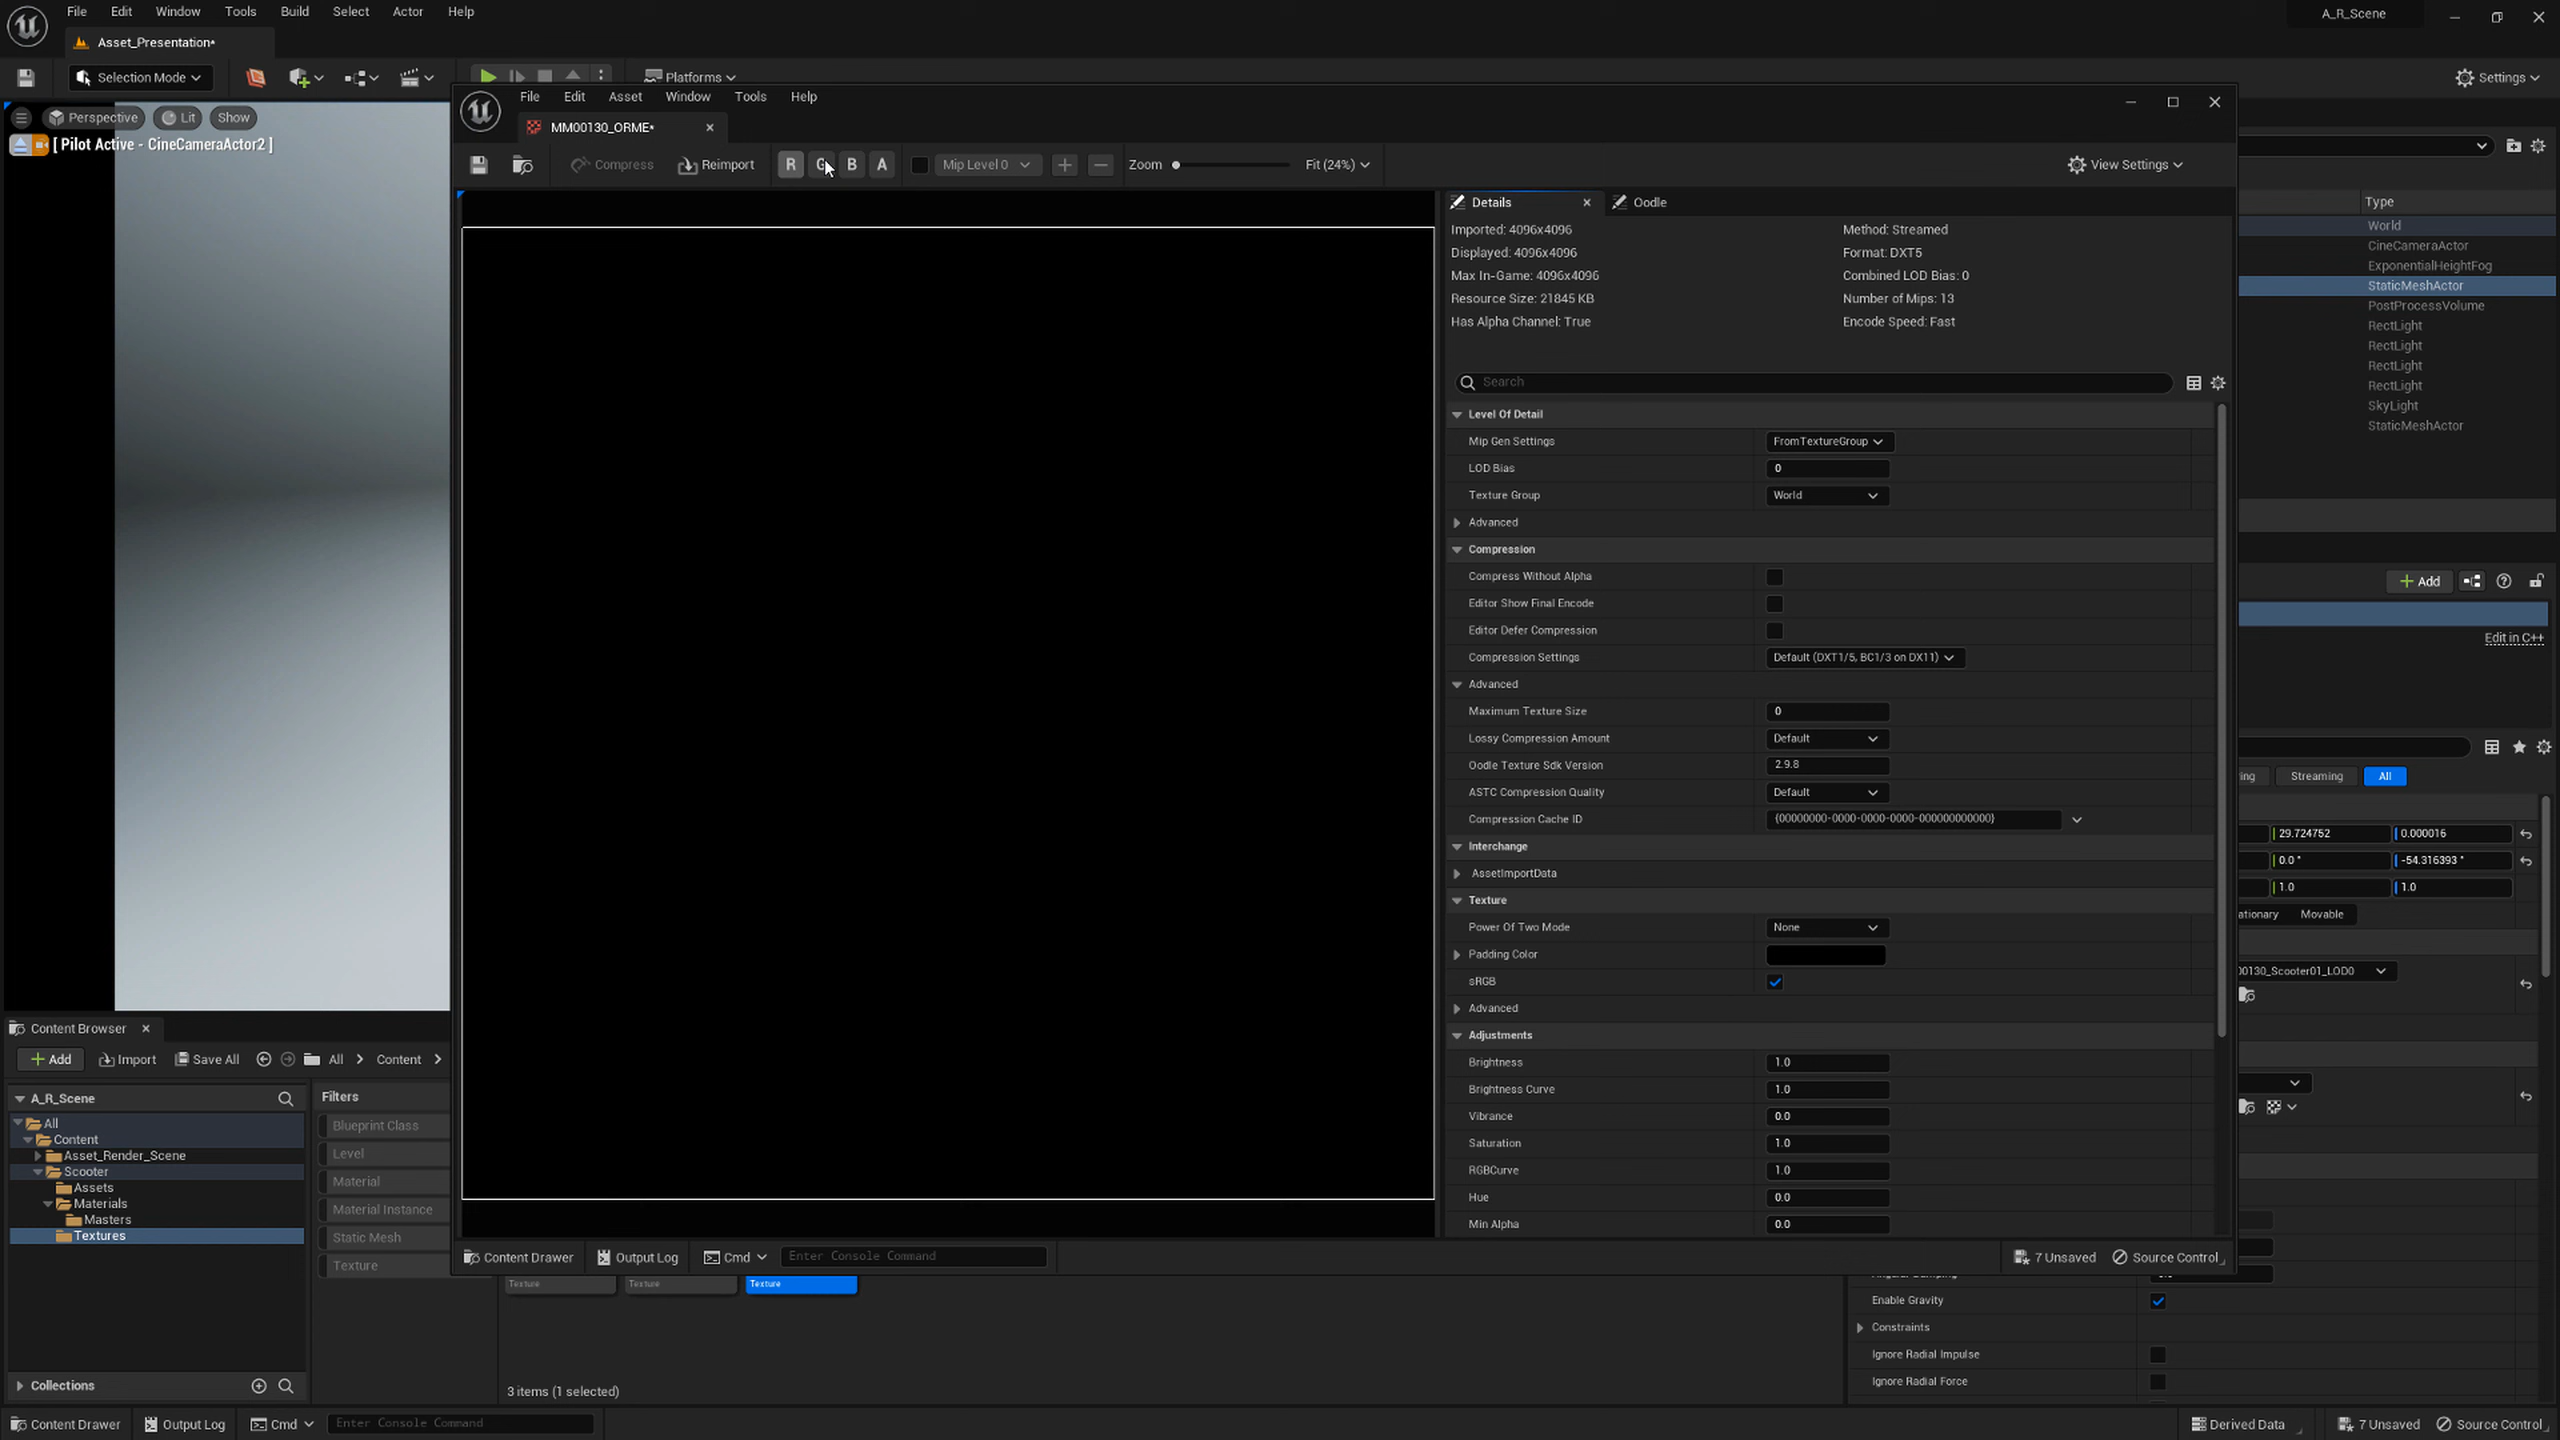 File Edit Window Tools Build Select Actor Help
A_R_Scene
Asset_Presentation*
Selection Mode
Platforms
Settings
Perspective Lit Show
[ Pilot Active - CineCameraActor2 ]
File Edit Asset Window Tools Help
MM00130_ORME*
Compress Reimport R G B A Mip Level 0 Zoom Fit (24%) View Settings
Details Oodle
Imported: 4096x4096 Method: Streamed
Displayed: 4096x4096 Format: DXT5
Max In-Game: 4096x4096 Combined LOD Bias: 0
Resource Size: 21845 KB Number of Mips: 13
Has Alpha Channel: True Encode Speed: Fast
Search
Level Of Detail
Mip Gen Settings FromTextureGroup
LOD Bias 0
Texture Group World
Advanced
Compression
Compress Without Alpha
Editor Show Final Encode
Editor Defer Compression
Compression Settings Default (DXT1/5, BC1/3 on DX11)
Advanced
Maximum Texture Size 0
Lossy Compression Amount Default
Oodle Texture Sdk Version 2.9.8
ASTC Compression Quality Default
Compression Cache ID {00000000-0000-0000-0000-000000000000}
Interchange
AssetImportData
Texture
Power Of Two Mode None
Padding Color
sRGB
Advanced
Adjustments
Brightness 1.0
Brightness Curve 1.0
Vibrance 0.0
Saturation 1.0
RGBCurve 1.0
Hue 0.0
Min Alpha 0.0
Content Drawer Output Log Cmd Enter Console Command 7 Unsaved Source Control
Type
World
CineCameraActor
ExponentialHeightFog
StaticMeshActor
PostProcessVolume
RectLight
RectLight
RectLight
RectLight
SkyLight
StaticMeshActor
Add
Edit in C++
Streaming All
29.724752 0.000016
0.0 ° -54.316393 °
1.0 1.0
ationary Movable
00130_Scooter01_LOD0
Enable Gravity
Constraints
Ignore Radial Impulse
Ignore Radial Force
Content Browser
Add Import Save All All Content
A_R_Scene
All
Content
Asset_Render_Scene
Scooter
Assets
Materials
Masters
Textures
Collections
Filters
Blueprint Class
Level
Material
Material Instance
Static Mesh
Texture
Texture Texture Texture
3 items (1 selected)
Content Drawer Output Log Cmd Enter Console Command
Derived Data 7 Unsaved Source Control